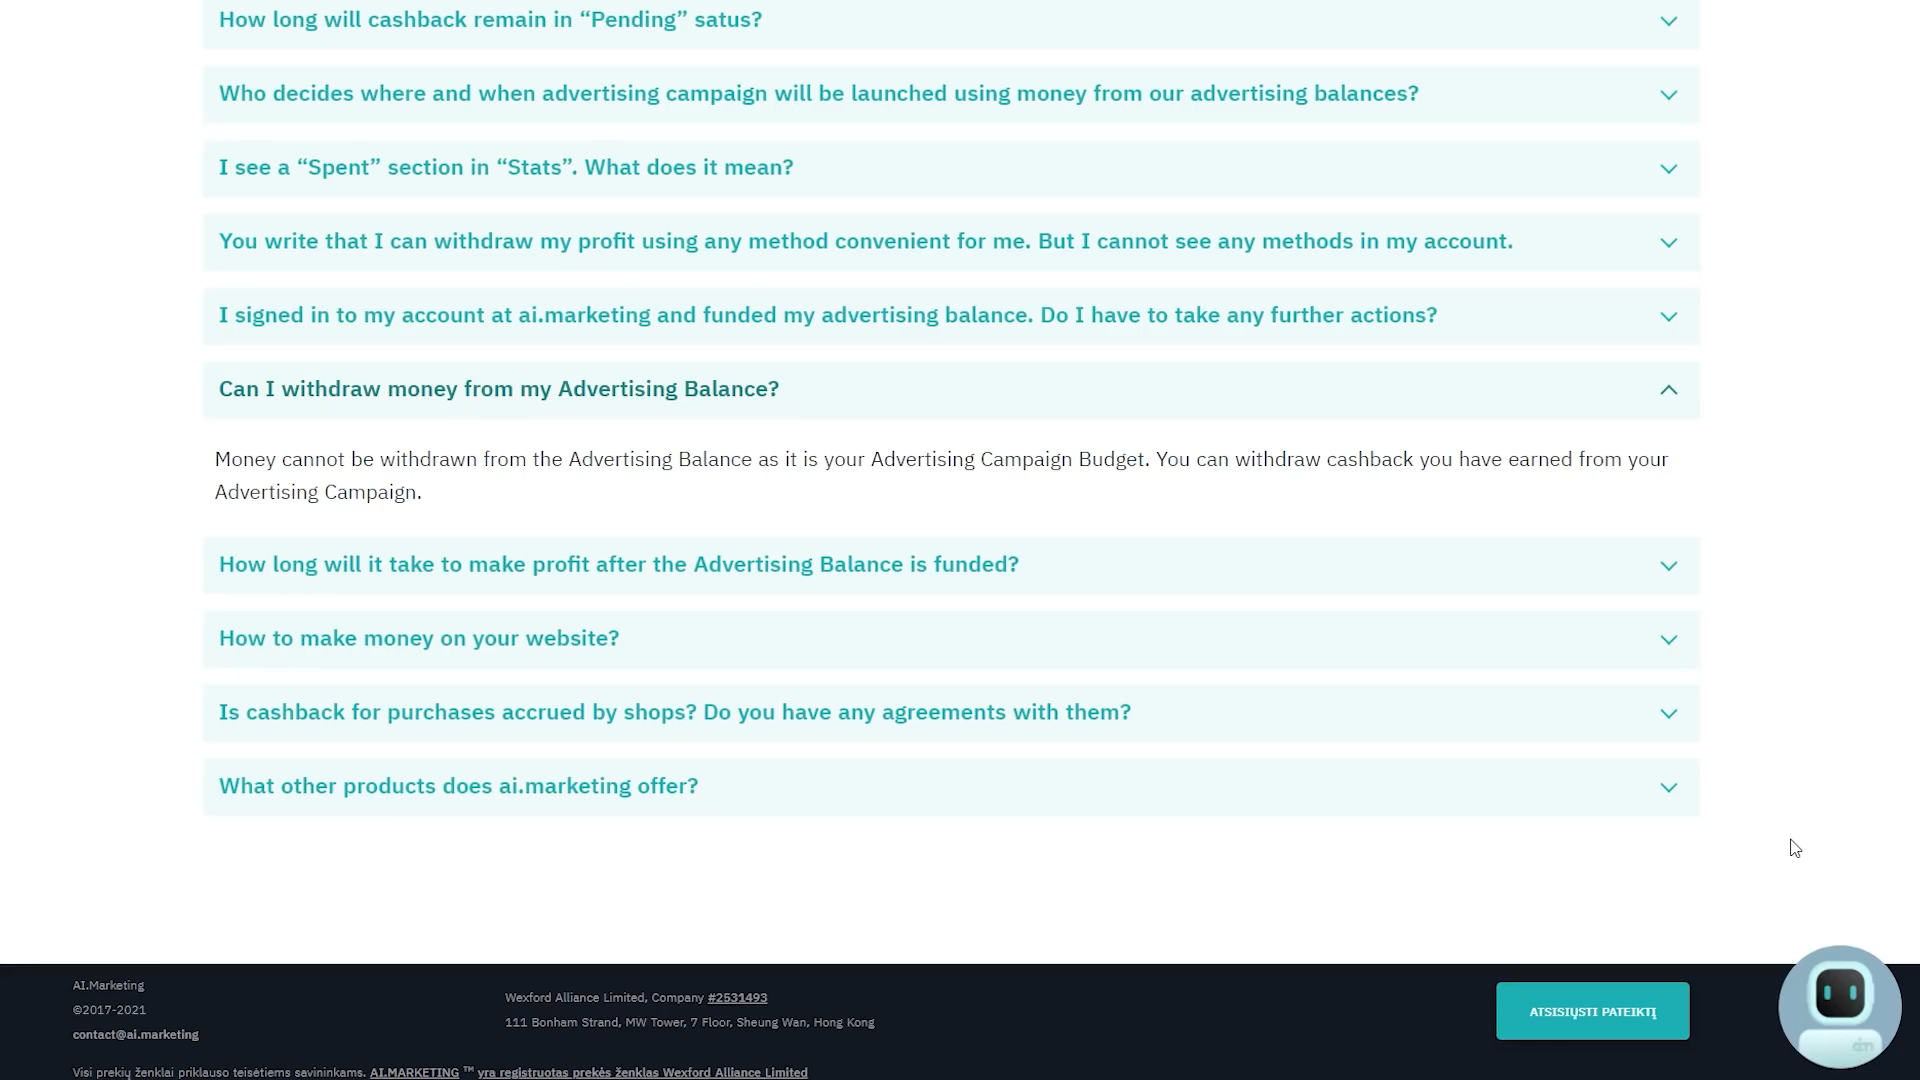 How long will cashback remain in “Pending” satus?
Who decides where and when advertising campaign will be launched using money from our advertising balances?
I see a “Spent” section in “Stats”. What does it mean?
You write that I can withdraw my profit using any method convenient for me. But I cannot see any methods in my account.
I signed in to my account at ai.marketing and funded my advertising balance. Do I have to take any further actions?
Can I withdraw money from my Advertising Balance?
Money cannot be withdrawn from the Advertising Balance as it is your Advertising Campaign Budget. You can withdraw cashback you have earned from your
Advertising Campaign.
How long will it take to make profit after the Advertising Balance is funded?
How to make money on your website?
Is cashback for purchases accrued by shops? Do you have any agreements with them?
What other products does ai.marketing offer?
AI.Marketing
©2017-2021
contact@ai.marketing
Wexford Alliance Limited, Company #2531493
111 Bonham Strand, MW Tower, 7 Floor, Sheung Wan, Hong Kong
ATSISIŲSTI PATEIKTĮ
Visi prekių ženklai priklauso teisėtiems savininkams. AI.MARKETING ™ yra registruotas prekės ženklas Wexford Alliance Limited